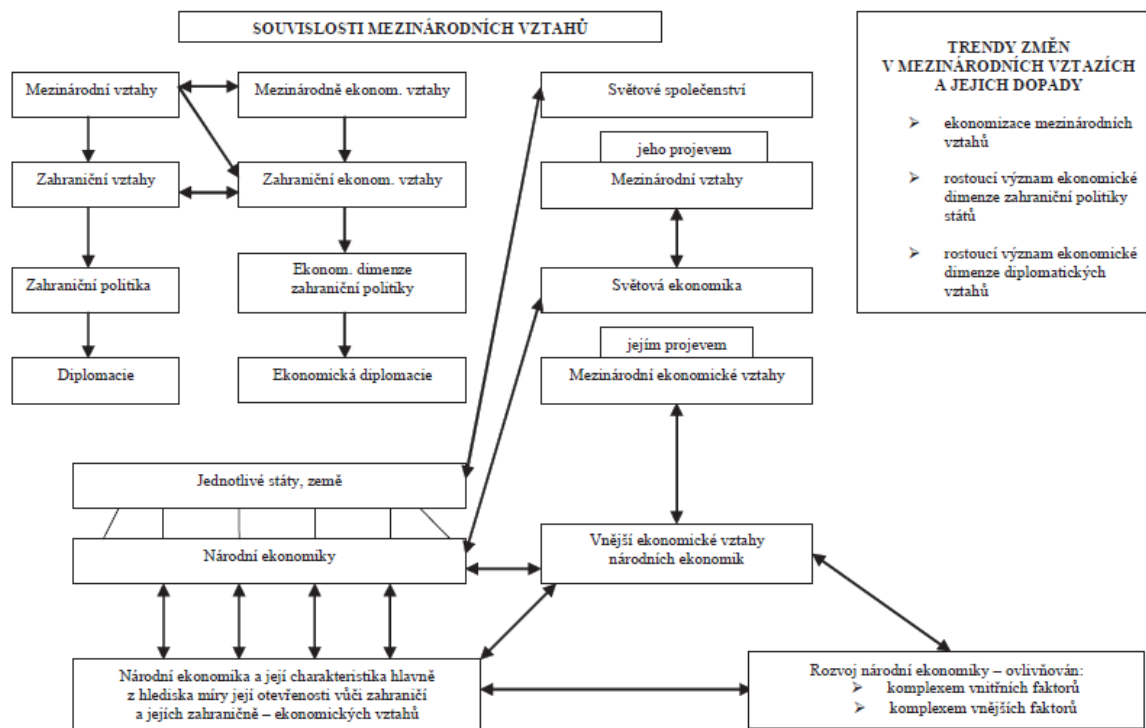 SOUVISLOSTI MEZINÁRODNÍCH VZTAHŮ
TRENDY ZMĚN
V MEZINÁRODNÍCH VZTAZÍCH
A JEJICH DOPADY
➢ ekonomizace mezinárodních
vztahů
➢ rostoucí význam ekonomické
dimenze zahraniční politiky
států
➢ rostoucí význam ekonomické
dimenze diplomatických
vztahů
Mezinárodní vztahy
Mezinárodně ekonom. vztahy
Světové společenství
jeho projevem
Zahraniční vztahy
Zahraniční ekonom. vztahy
Mezinárodní vztahy
Zahraniční politika
Ekonom. dimenze
zahraniční politiky
Světová ekonomika
jejím projevem
Diplomacie
Ekonomická diplomacie
Mezinárodní ekonomické vztahy
Jednotlivé státy, země
Národní ekonomiky
Vnější ekonomické vztahy
národních ekonomik
Národní ekonomika a její charakteristika hlavně
z hlediska míry její otevřenosti vůči zahraničí
a jejích zahraničně – ekonomických vztahů
Rozvoj národní ekonomiky – ovlivňován:
➢ komplexem vnitřních faktorů
➢ komplexem vnějších faktorů